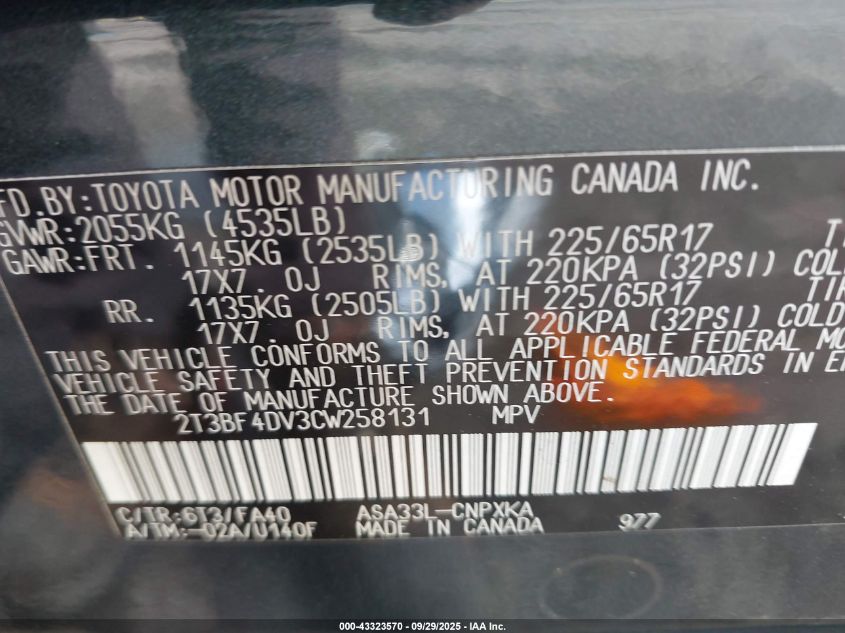 FD.BY:TOYOTA MOTOR MANUFACTURING CANADA INC.
GVWR:2055KG (4535LB)
GAWR:FRT. 1145KG (2535LB) WITH 225/65R17
17X7.0J RIMS, AT 220KPA (32PSI) COL
RR. 1135KG (2505LB) WITH 225/65R17 TIR
17X7.0J RIMS, AT 220KPA (32PSI) COLD
THIS VEHICLE CONFORMS TO ALL APPLICABLE FEDERAL MO
VEHICLE SAFETY AND THEFT PREVENTION STANDARDS IN E
THE DATE OF MANUFACTURE SHOWN ABOVE.
2T3BF4DV3CW258131 MPV
C/TR:6T3/FA40 ASA33L-CNPXKA
A/TM:-02A/U140F MADE IN CANADA 977
000-43323570 - 09/29/2025 - IAA Inc.